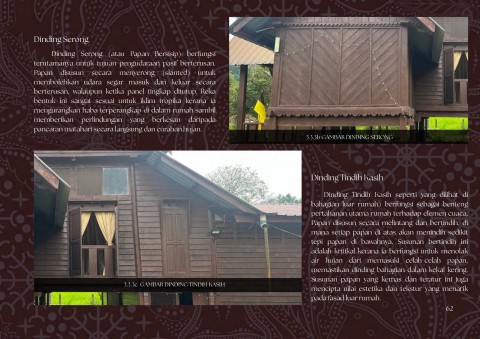 Dinding Serong
Dinding Serong (atau Papan Bersisip) berfungsi
terutamanya untuk tujuan pengudaraan pasif berterusan.
Papan disusun secara menyerong (slanted) untuk
membolehkan udara segar masuk dan keluar secara
berterusan, walaupun ketika panel tingkap ditutup. Reka
bentuk ini sangat sesuai untuk iklim tropika kerana ia
mengurangkan haba terperangkap di dalam rumah sambil
memberikan perlindungan yang berkesan daripada
pancaran matahari secara langsung dan curahan hujan.
3.3.3b GAMBAR DINDING SERONG
3.3.3c GAMBAR DINDING TINDIH KASIH
Dinding Tindih Kasih
Dinding Tindih Kasih seperti yang dilihat di
bahagian luar rumah) berfungsi sebagai benteng
pertahanan utama rumah terhadap elemen cuaca.
Papan disusun secara melintang dan bertindih, di
mana setiap papan di atas akan menindih sedikit
tepi papan di bawahnya. Susunan bertindih ini
adalah kritikal kerana ia berfungsi untuk menolak
air hujan dari memasuki celah-celah papan,
memastikan dinding bahagian dalam kekal kering.
Susunan papan yang kemas dan teratur ini juga
mencipta nilai estetika dan tekstur yang menarik
pada fasad luar rumah.
62